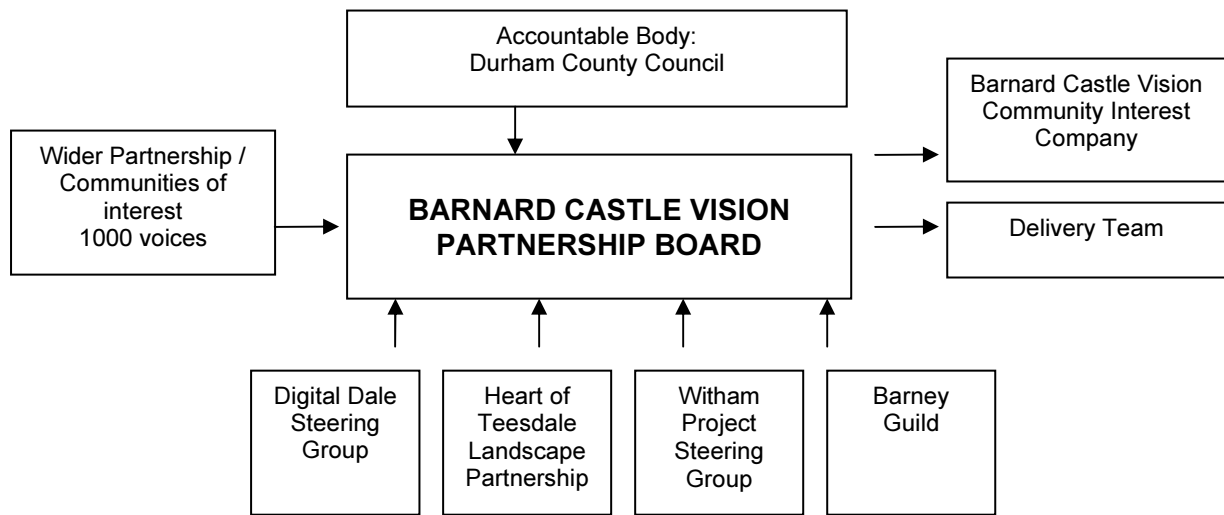 Accountable Body:
Durham County Council
Barnard Castle Vision
Community Interest
Company
Wider Partnership /
Communities of
interest
1000 voices
BARNARD CASTLE VISION
PARTNERSHIP BOARD
Delivery Team
Digital Dale
Steering
Group
Heart of
Teesdale
Landscape
Partnership
Witham
Project
Steering
Group
Barney
Guild